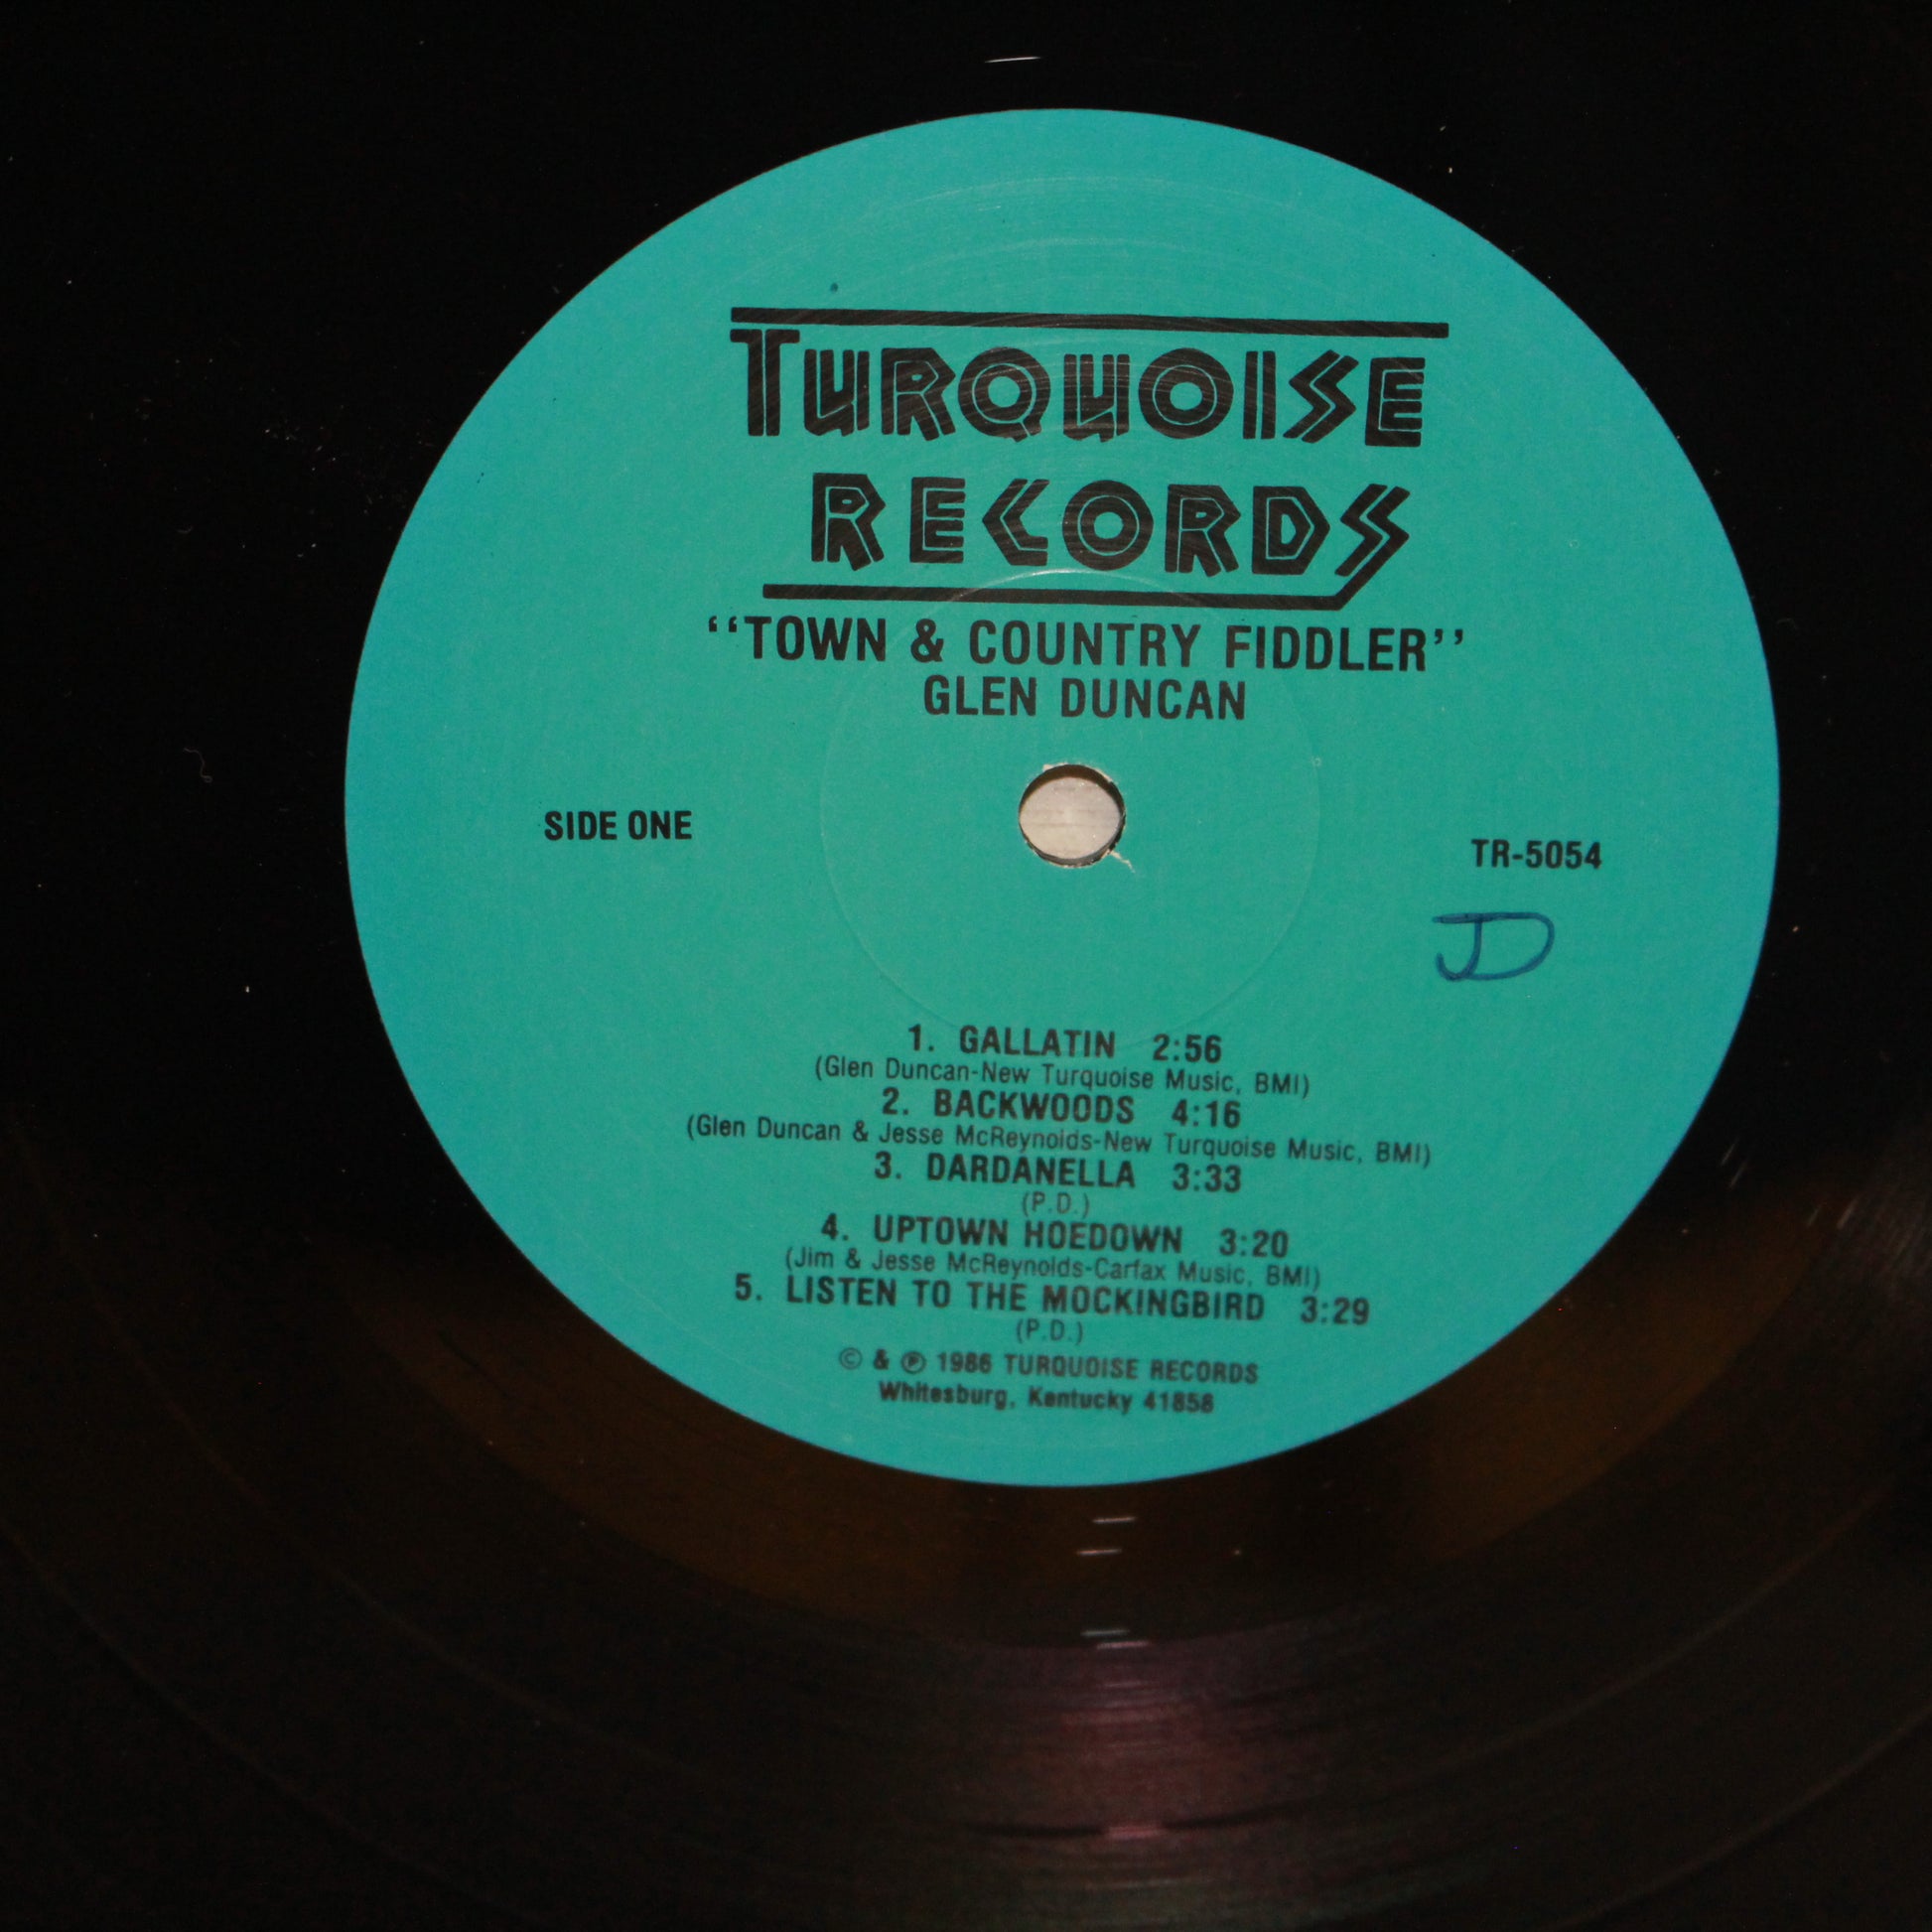 TURQUOISE
RECORDS
‘‘TOWN & COUNTRY FIDDLER’’
GLEN DUNCAN
SIDE ONE
TR-5054
JD
1. GALLATIN 2:56
(Glen Duncan-New Turquoise Music, BMI)
2. BACKWOODS 4:16
(Glen Duncan & Jesse McReynolds-New Turquoise Music, BMI)
3. DARDANELLA 3:33
(P.D.)
4. UPTOWN HOEDOWN 3:20
(Jim & Jesse McReynolds-Carfax Music, BMI)
5. LISTEN TO THE MOCKINGBIRD 3:29
(P.D.)
© & ℗ 1986 TURQUOISE RECORDS
Whitesburg, Kentucky 41858